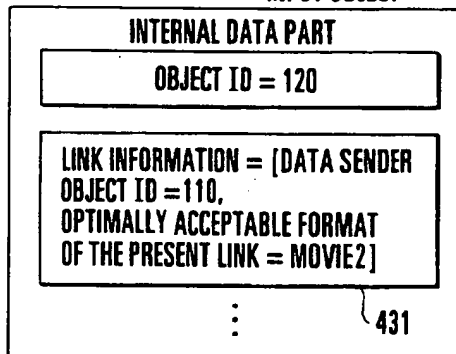 INTERNAL DATA PART
OBJECT ID = 120
LINK INFORMATION = [DATA SENDER
OBJECT ID =110,
OPTIMALLY ACCEPTABLE FORMAT
OF THE PRESENT LINK = MOVIE2]
431